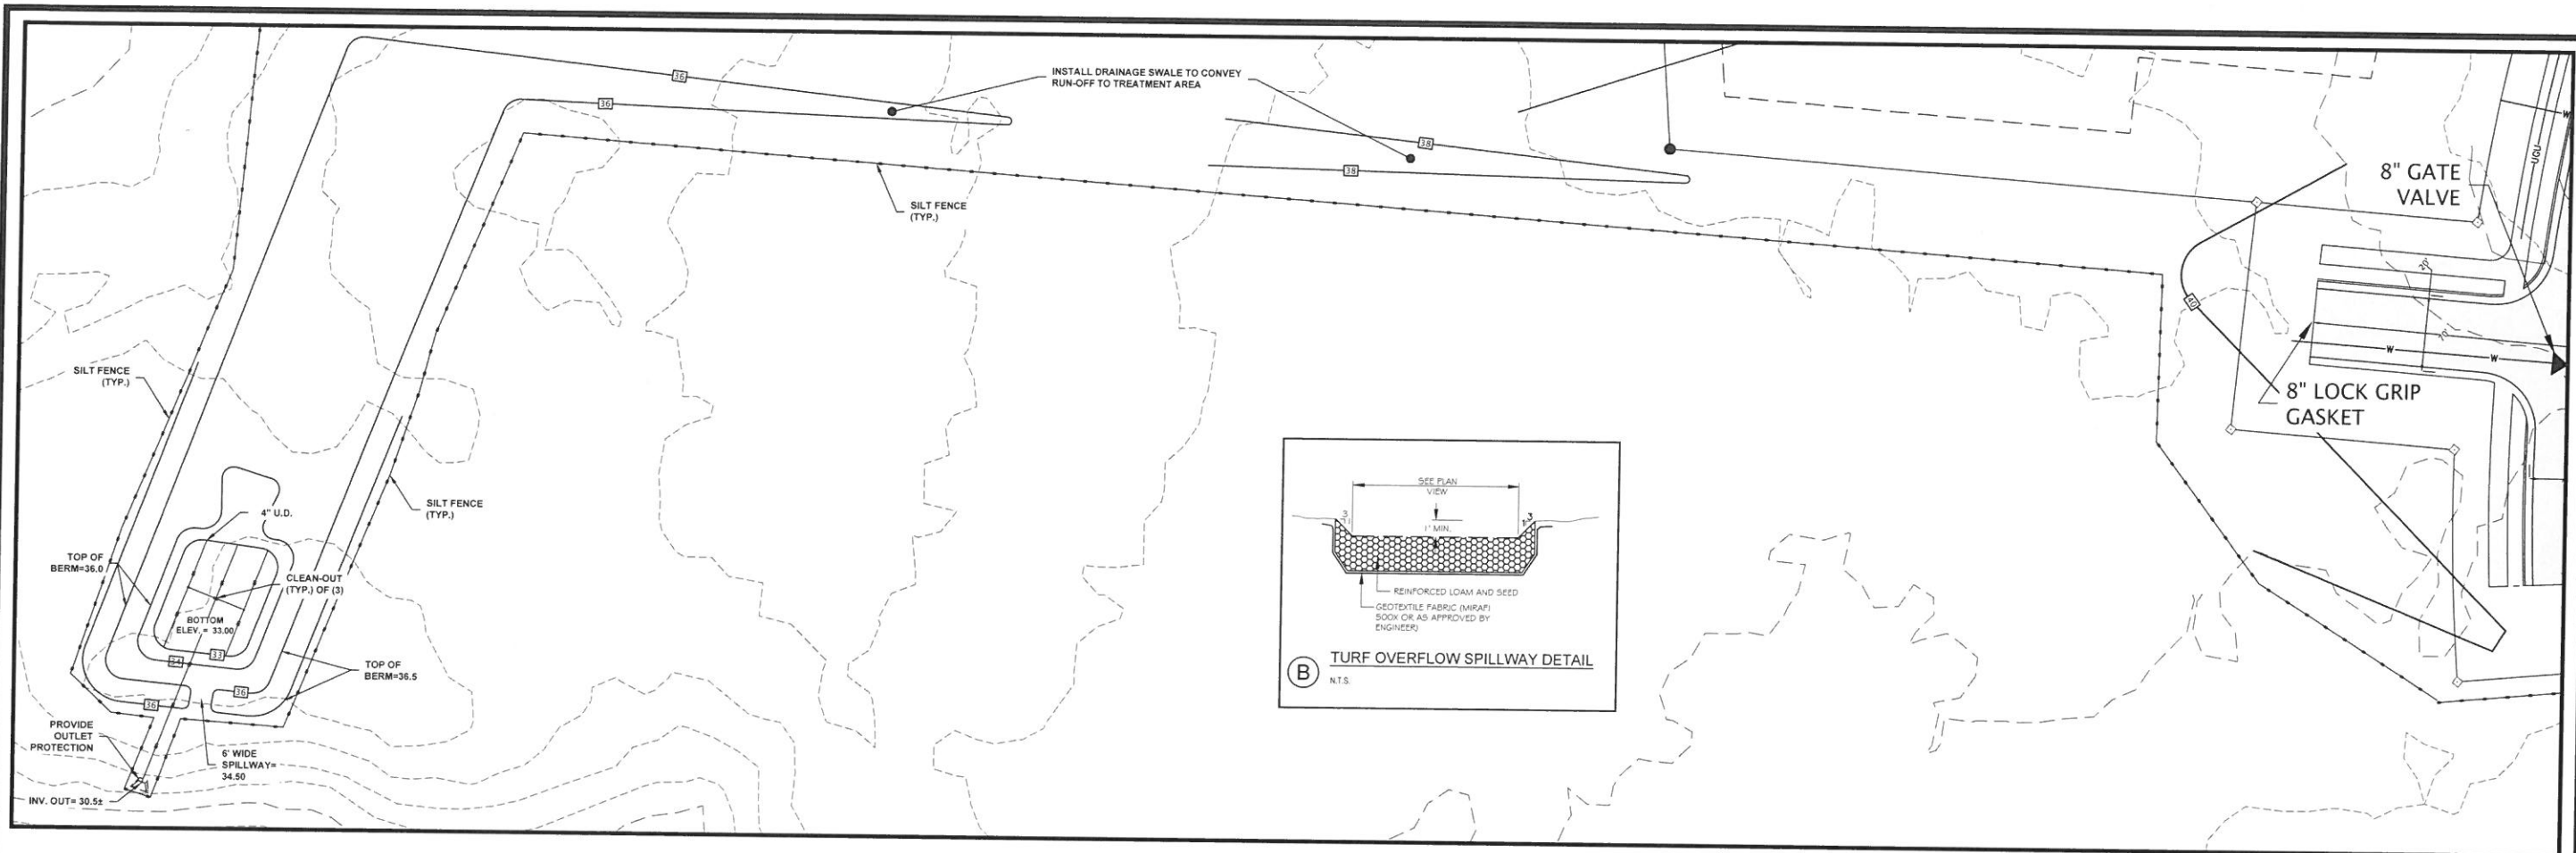 36
36
INSTALL DRAINAGE SWALE TO CONVEY
RUN-OFF TO TREATMENT AREA
38
38
SILT FENCE
(TYP.)
8" GATE
VALVE
UGU
W
20'
40
W
W
8" LOCK GRIP
GASKET
SILT FENCE
(TYP.)
SILT FENCE
(TYP.)
4" U.D.
TOP OF
BERM=36.0
CLEAN-OUT
(TYP.) OF (3)
BOTTOM
ELEV. = 33.00
33
34
TOP OF
BERM=36.5
36
36
PROVIDE
OUTLET
PROTECTION
6' WIDE
SPILLWAY=
34.50
INV. OUT= 30.5±
SEE PLAN
VIEW
1' MIN.
3
1
1
3
REINFORCED LOAM AND SEED
GEOTEXTILE FABRIC (MIRAFI
500X OR AS APPROVED BY
ENGINEER)
B
TURF OVERFLOW SPILLWAY DETAIL
N.T.S.